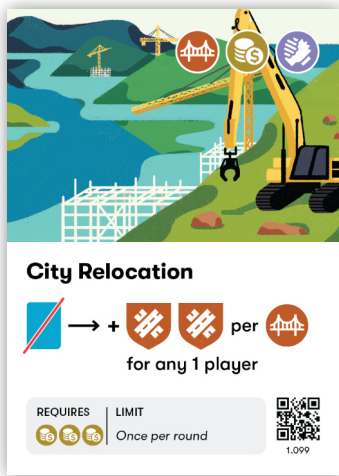 City Relocation
+ per
for any 1 player
REQUIRES LIMIT
Once per round
1.099